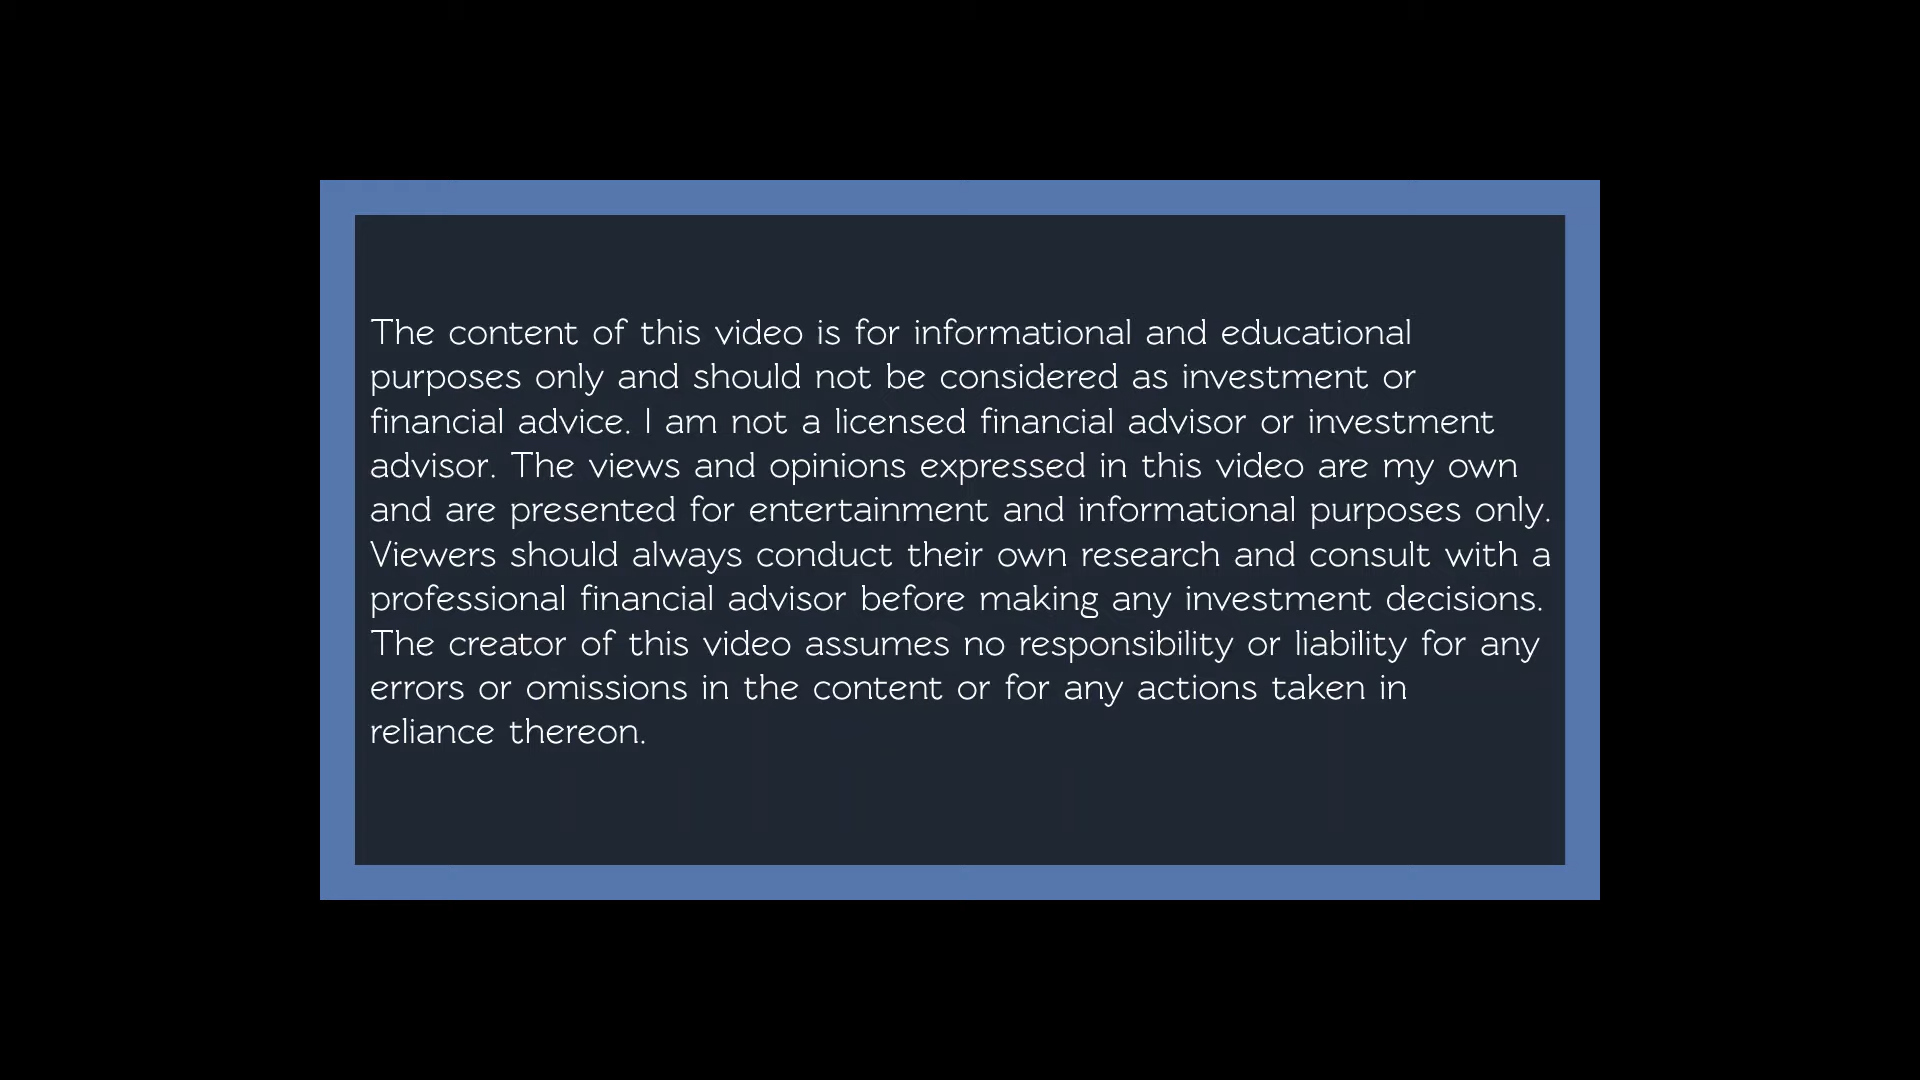 The content of this video is for informational and educational
purposes only and should not be considered as investment or
financial advice. I am not a licensed financial advisor or investment
advisor. The views and opinions expressed in this video are my own
and are presented for entertainment and informational purposes only.
Viewers should always conduct their own research and consult with a
professional financial advisor before making any investment decisions.
The creator of this video assumes no responsibility or liability for any
errors or omissions in the content or for any actions taken in
reliance thereon.